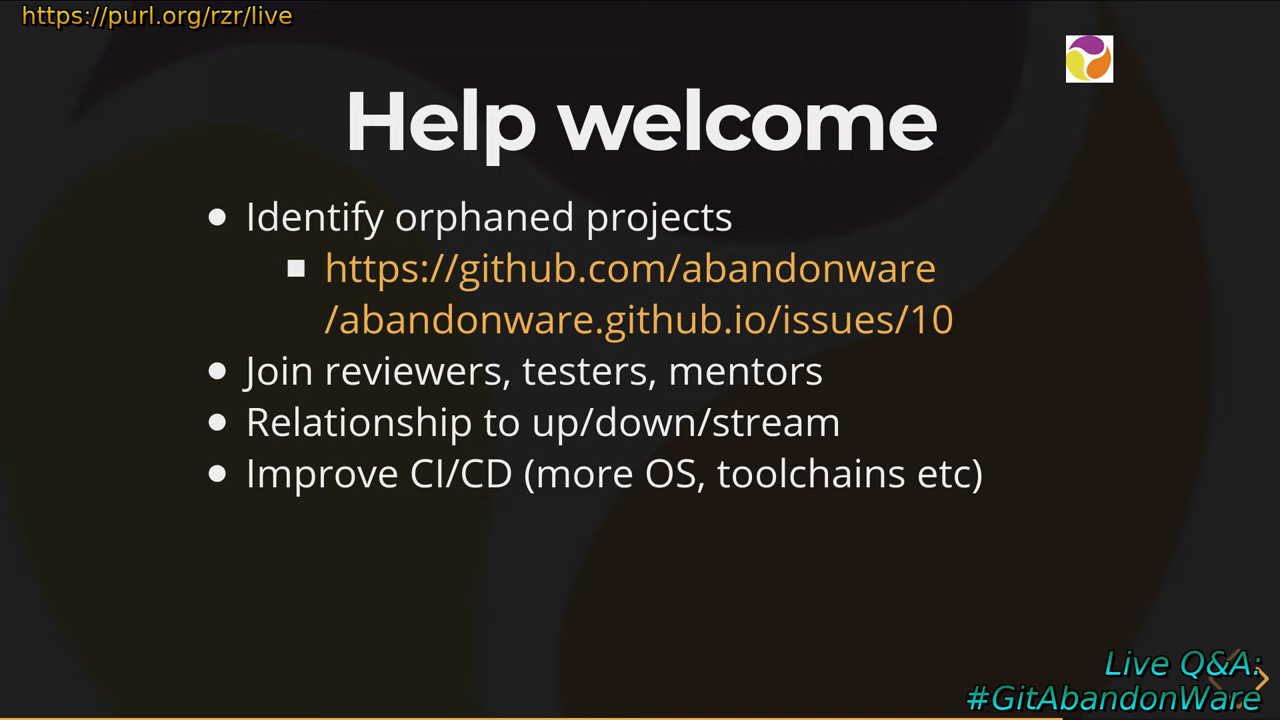 https://purl.org/rzr/live
Help welcome
Identify orphaned projects
https://github.com/abandonware
/abandonware.github.io/issues/10
Join reviewers, testers, mentors
Relationship to up/down/stream
Improve CI/CD (more OS, toolchains etc)
Live Q&A:
#GitAbandonWare